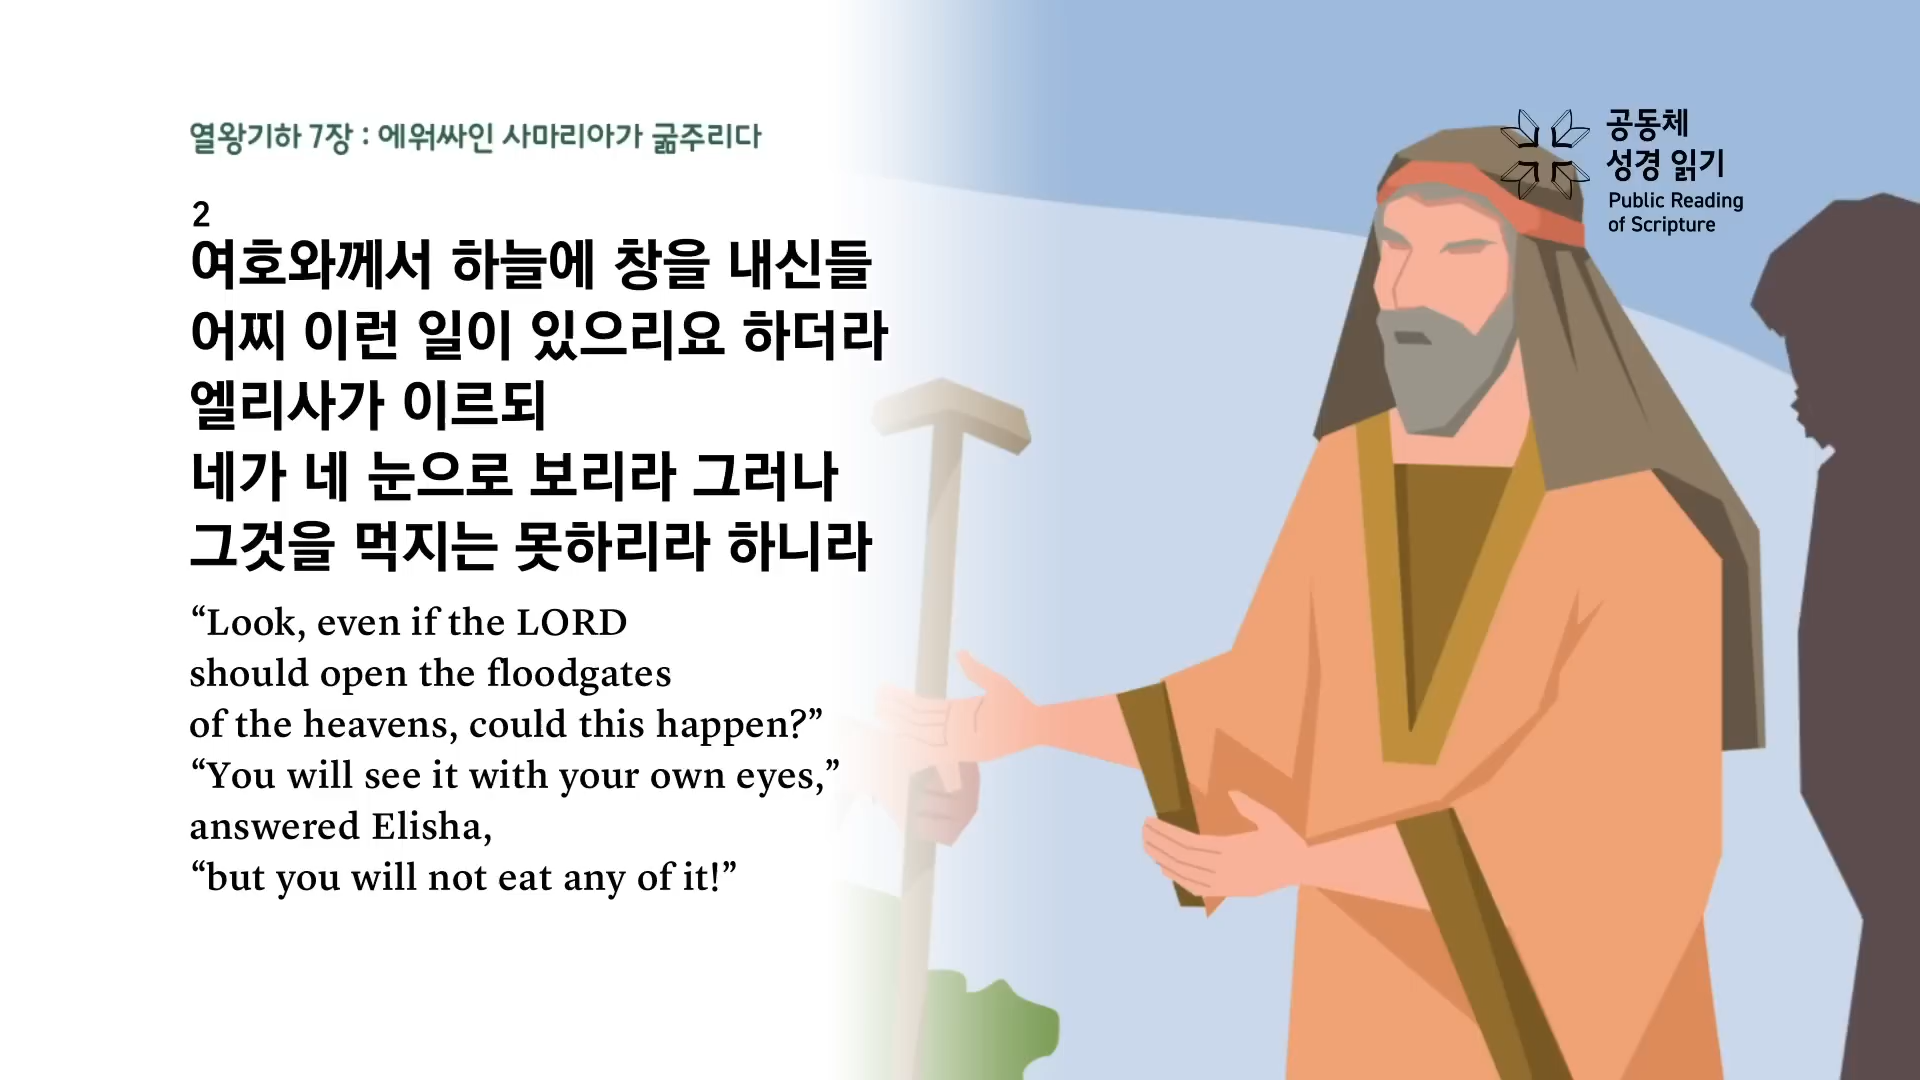 열왕기하 7장 : 에워싸인 사마리아가 굶주리다
2
여호와께서 하늘에 창을 내신들
어찌 이런 일이 있으리요 하더라
엘리사가 이르되
네가 네 눈으로 보리라 그러나
그것을 먹지는 못하리라 하니라
“Look, even if the LORD
should open the floodgates
of the heavens, could this happen?”
“You will see it with your own eyes,”
answered Elisha,
“but you will not eat any of it!”
공동체
성경 읽기
Public Reading
of Scripture